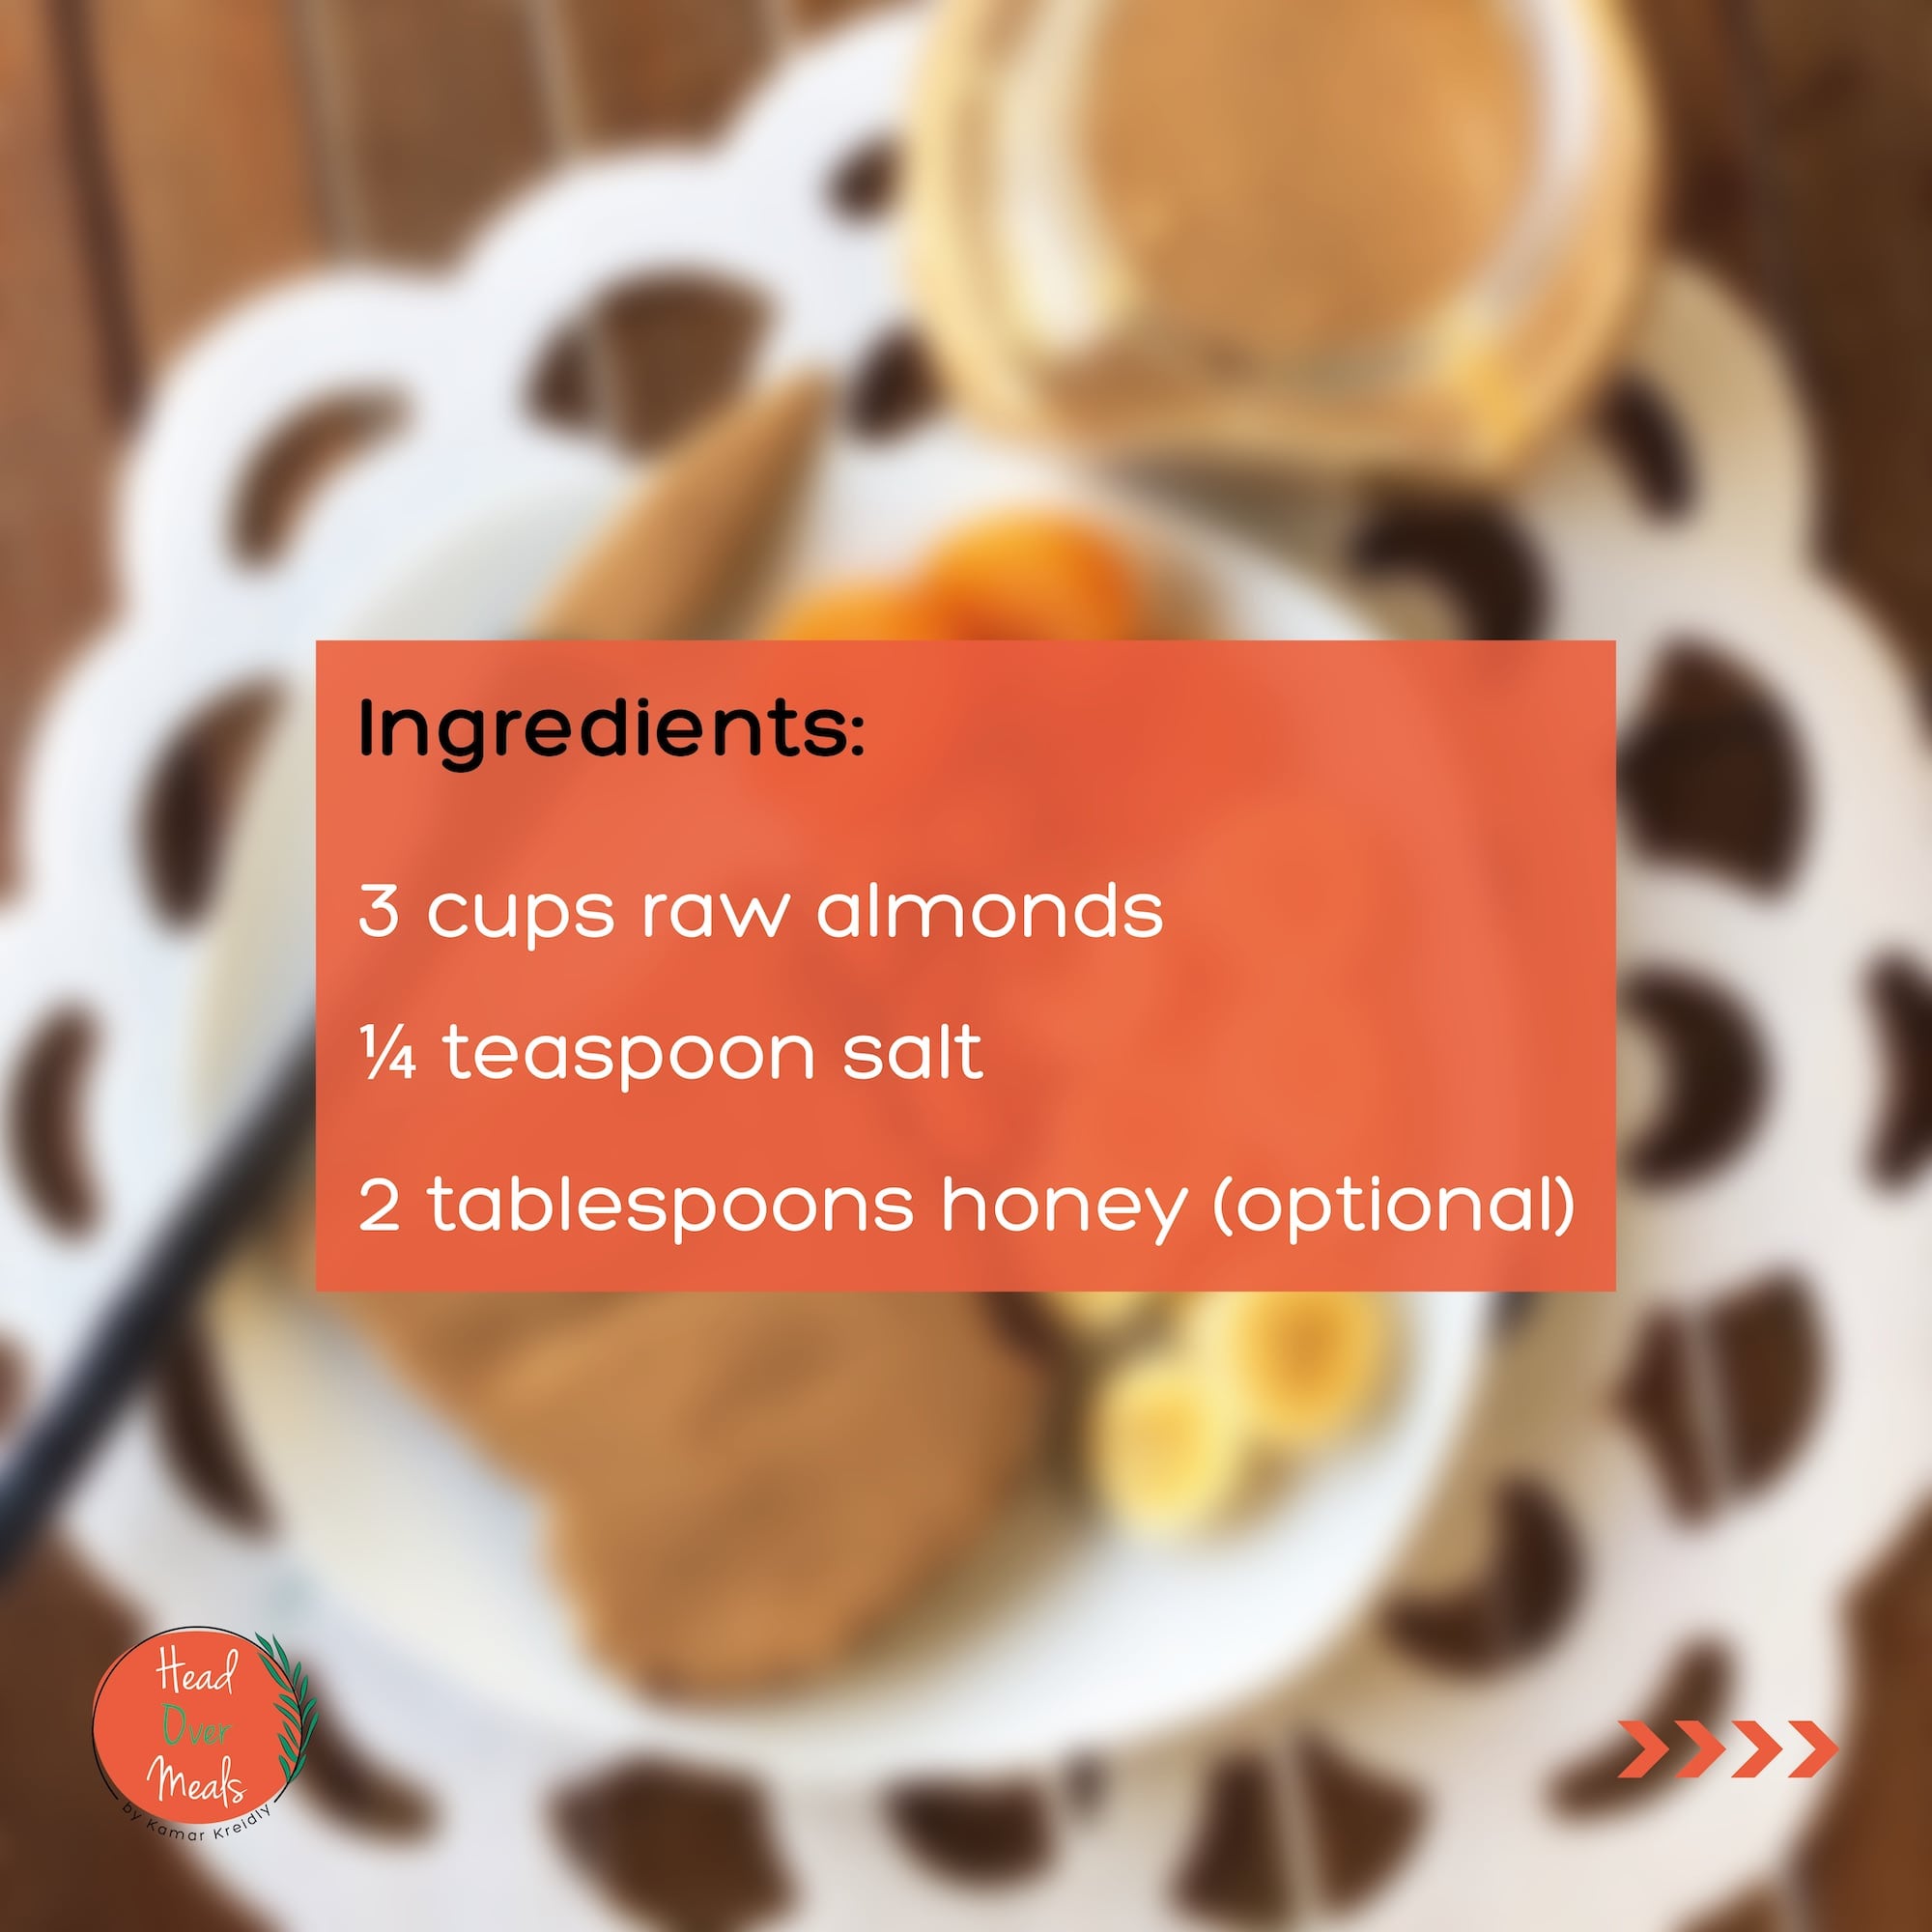 Ingredients:
3 cups raw almonds
¼ teaspoon salt
2 tablespoons honey (optional)
Head
Over
Meals
by Kamar Kreidly